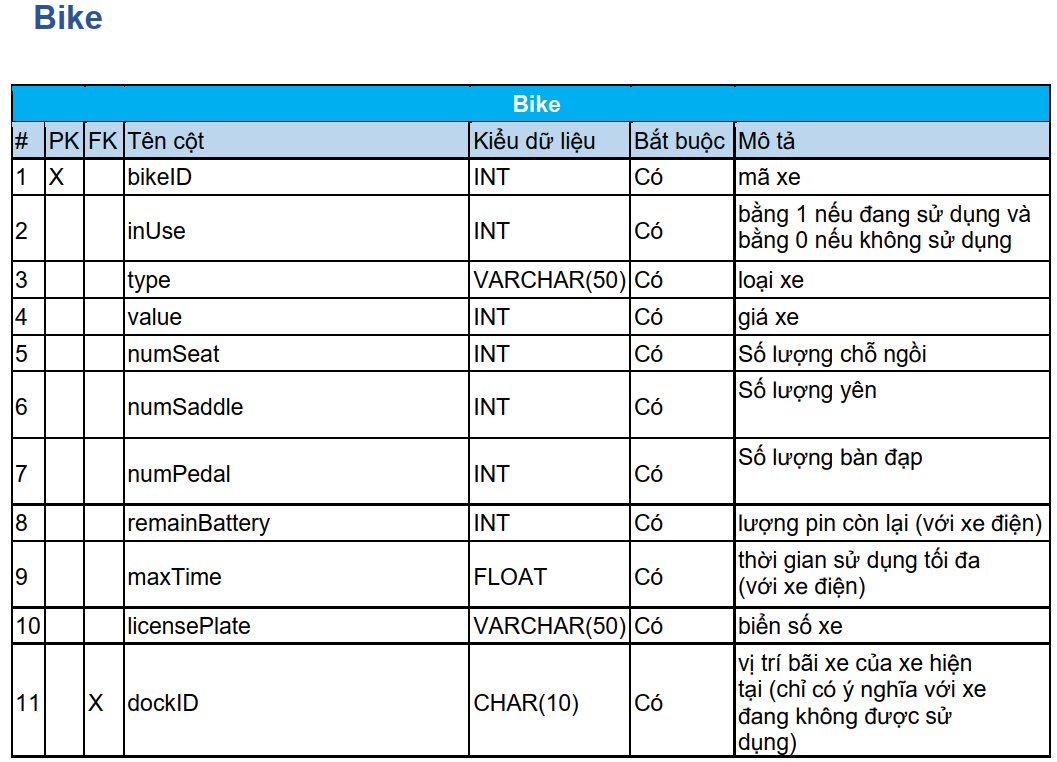 Bike
Bike
# PK FK Tên cột Kiểu dữ liệu Bắt buộc Mô tả
1 X bikeID INT Có mã xe
2 inUse INT Có bằng 1 nếu đang sử dụng và
bằng 0 nếu không sử dụng
3 type VARCHAR(50) Có loại xe
4 value INT Có giá xe
5 numSeat INT Có Số lượng chỗ ngồi
6 numSaddle INT Có Số lượng yên
7 numPedal INT Có Số lượng bàn đạp
8 remainBattery INT Có lượng pin còn lại (với xe điện)
9 maxTime FLOAT Có thời gian sử dụng tối đa
(với xe điện)
10 licensePlate VARCHAR(50) Có biển số xe
11 X dockID CHAR(10) Có vị trí bãi xe của xe hiện
tại (chỉ có ý nghĩa với xe
đang không được sử
dụng)